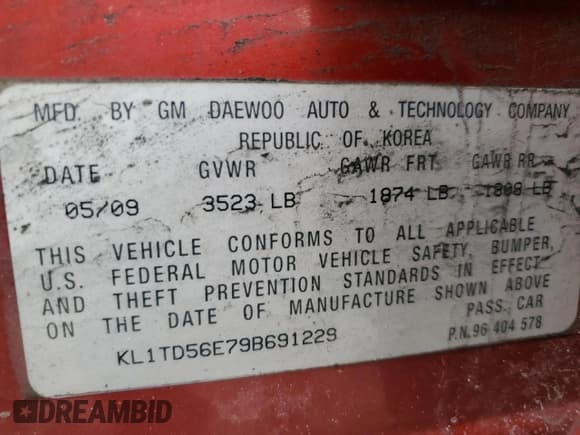 MFD. BY GM DAEWOO AUTO & TECHNOLOGY COMPANY
REPUBLIC OF KOREA
DATE GVWR GAWR FRT GAWR RR
05/09 3523 LB 1874 LB 1808 LB
THIS VEHICLE CONFORMS TO ALL APPLICABLE
U.S. FEDERAL MOTOR VEHICLE SAFETY, BUMPER,
AND THEFT PREVENTION STANDARDS IN EFFECT
ON THE DATE OF MANUFACTURE SHOWN ABOVE
PASS. CAR
KL1TD56E79B691229 P.N.96 404 578
DREAMBID